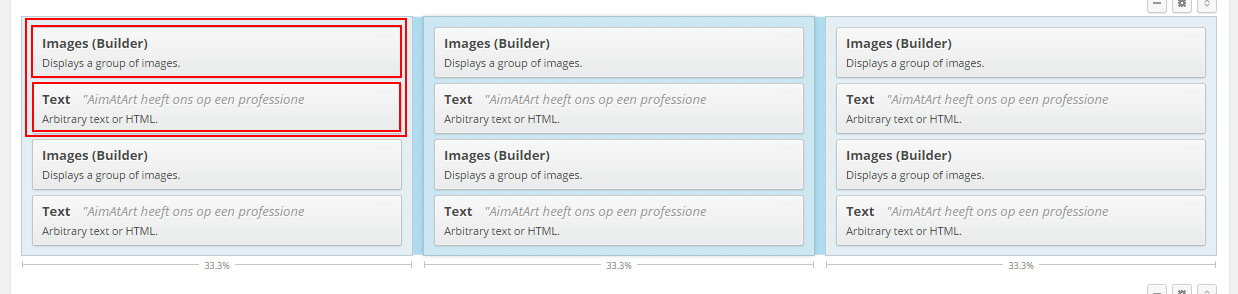 Images (Builder)
Displays a group of images.
Text "AimAtArt heeft ons op een professione
Arbitrary text or HTML.
Images (Builder)
Displays a group of images.
Text "AimAtArt heeft ons op een professione
Arbitrary text or HTML.
33.3%
Images (Builder)
Displays a group of images.
Text "AimAtArt heeft ons op een professione
Arbitrary text or HTML.
Images (Builder)
Displays a group of images.
Text "AimAtArt heeft ons op een professione
Arbitrary text or HTML.
33.3%
Images (Builder)
Displays a group of images.
Text "AimAtArt heeft ons op een professione
Arbitrary text or HTML.
Images (Builder)
Displays a group of images.
Text "AimAtArt heeft ons op een professione
Arbitrary text or HTML.
33.3%